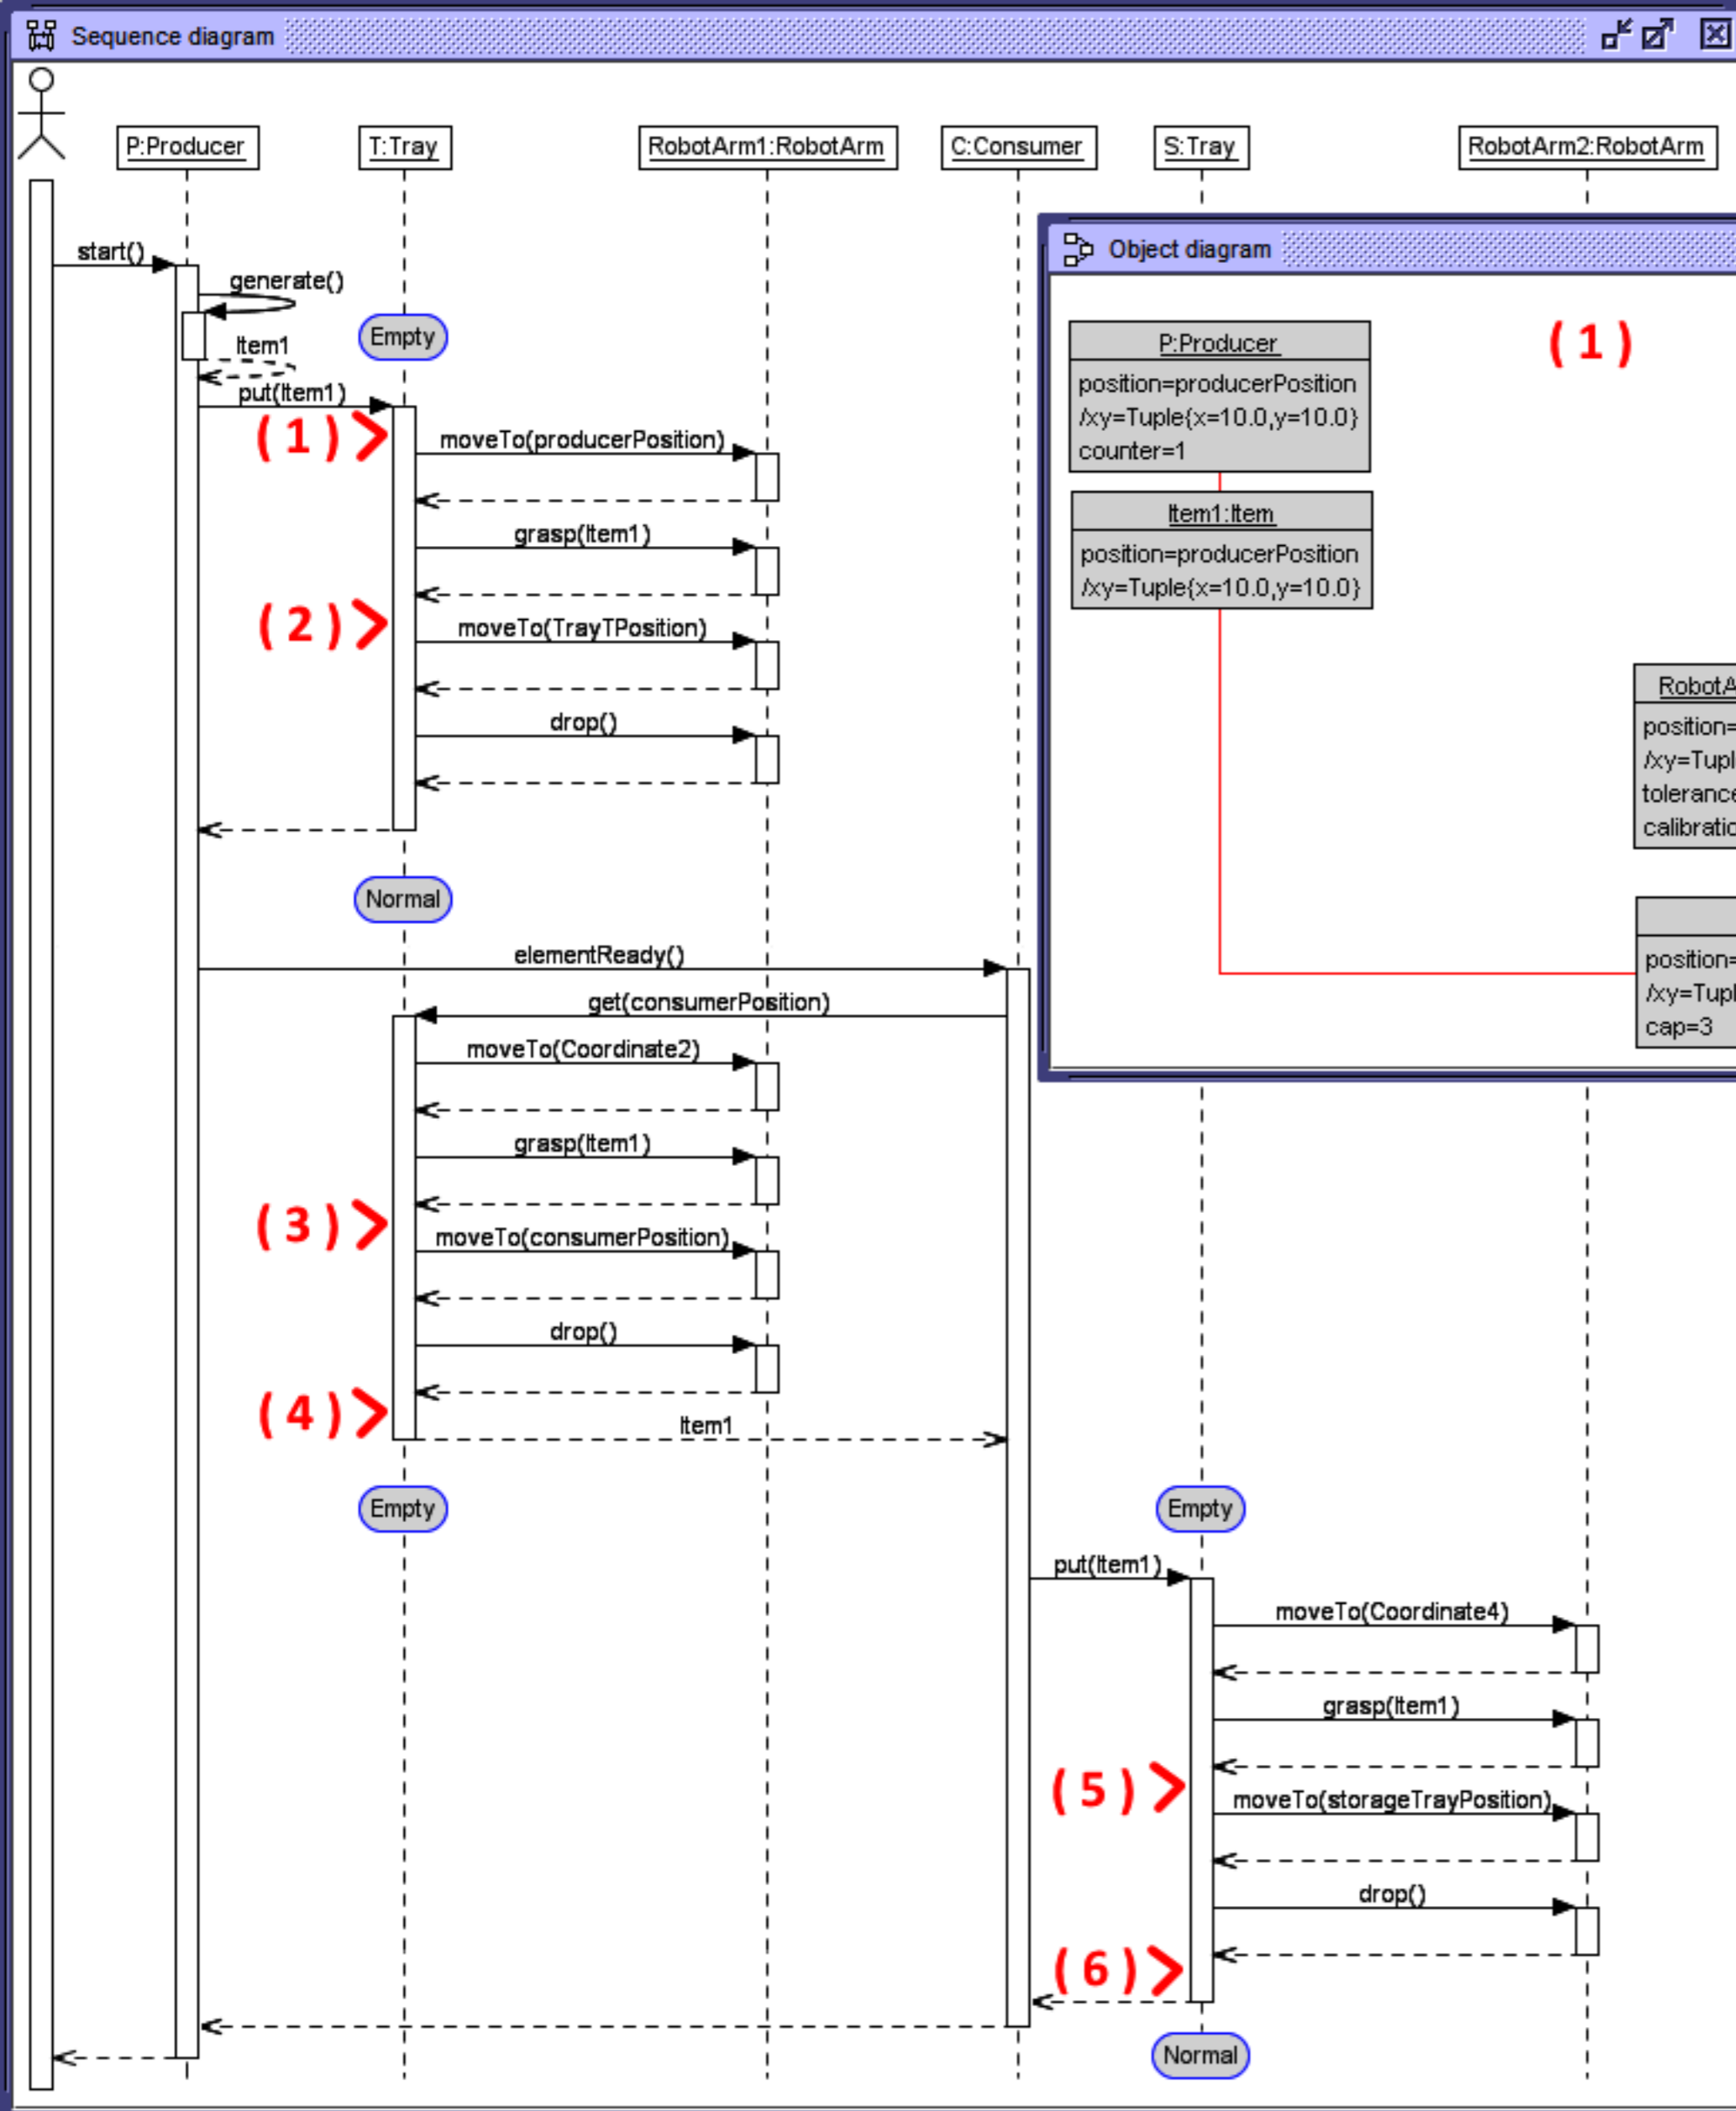 Sequence diagram
P:Producer
T:Tray
RobotArm1:RobotArm
C:Consumer
S:Tray
RobotArm2:RobotArm
start()
generate()
Empty
Item1
put(Item1)
( 1 )
moveTo(producerPosition)
grasp(Item1)
( 2 )
moveTo(TrayTPosition)
drop()
Normal
elementReady()
get(consumerPosition)
moveTo(Coordinate2)
grasp(Item1)
( 3 )
moveTo(consumerPosition)
drop()
( 4 )
Item1
Empty
Empty
put(Item1)
moveTo(Coordinate4)
grasp(Item1)
( 5 )
moveTo(storageTrayPosition)
drop()
( 6 )
Normal
Object diagram
( 1 )
P:Producer
position=producerPosition
/xy=Tuple{x=10.0,y=10.0}
counter=1
Item1:Item
position=producerPosition
/xy=Tuple{x=10.0,y=10.0}
position=
cap=3